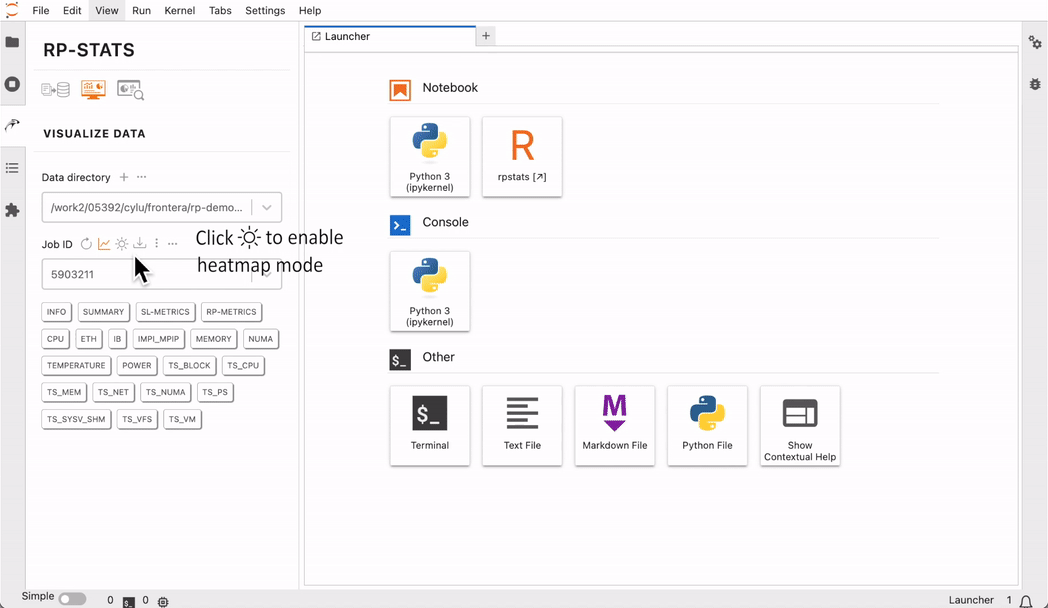 File Edit View Run Kernel Tabs Settings Help
RP-STATS
VISUALIZE DATA
Data directory
/work2/05392/cylu/frontera/rp-demo...
Job ID
Click to enable
heatmap mode
5903211
INFO SUMMARY SL-METRICS RP-METRICS
CPU ETH IB IMPI_MPIP MEMORY NUMA
TEMPERATURE POWER TS_BLOCK TS_CPU
TS_MEM TS_NET TS_NUMA TS_PS
TS_SYSV_SHM TS_VFS TS_VM
Launcher
Notebook
Python 3
(ipykernel)
R
rpstats [↗]
Console
Python 3
(ipykernel)
$_ Other
$_
Terminal
Text File
M
Markdown File
Python File
Show
Contextual Help
Simple 0 $_ 0
Launcher 1